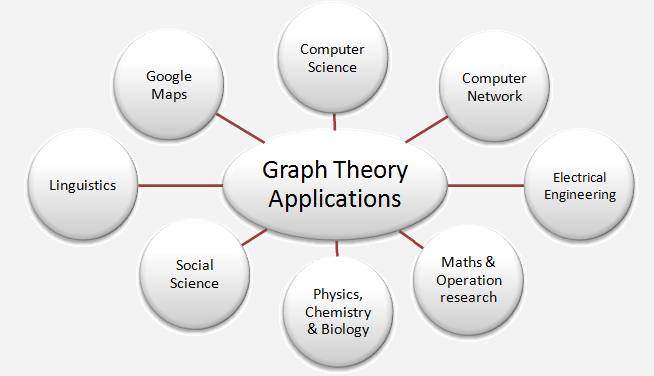 Graph Theory
Applications
Computer
Science
Computer
Network
Electrical
Engineering
Maths &
Operation
research
Physics,
Chemistry
& Biology
Social
Science
Linguistics
Google
Maps